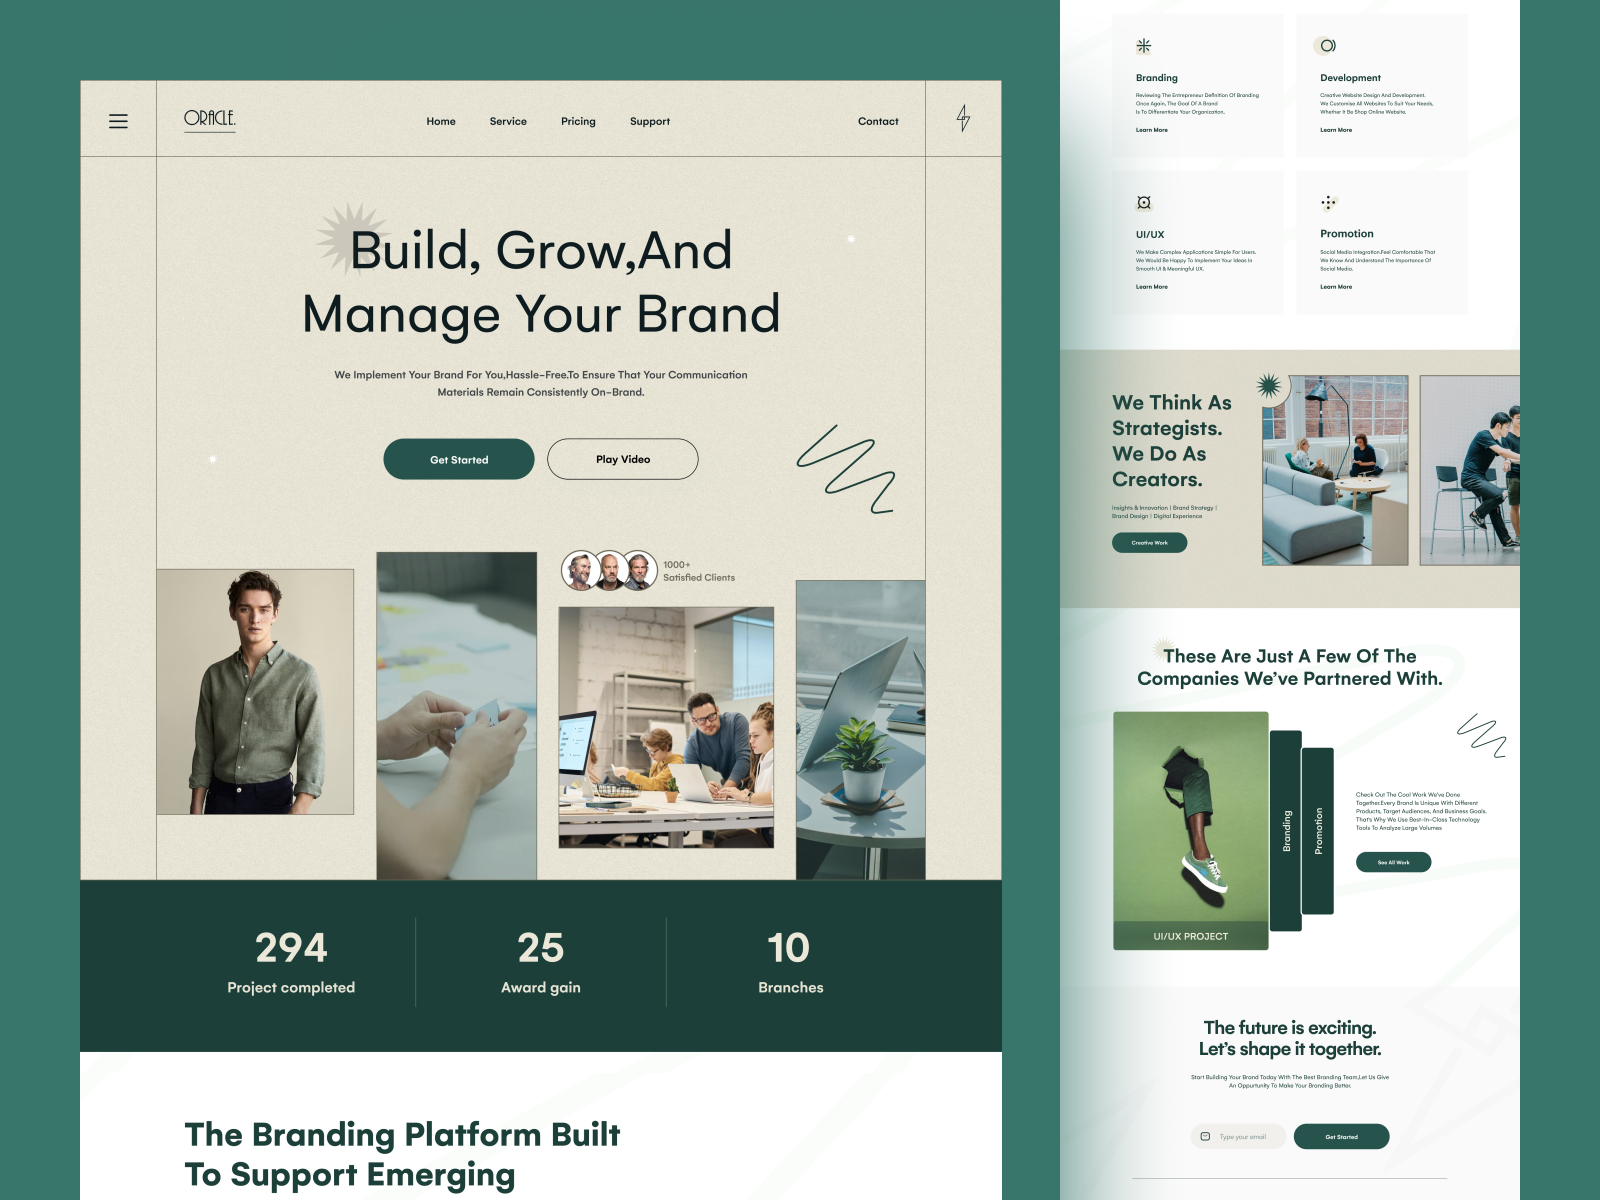 ORACLE.
Home
Service
Pricing
Support
Contact
Build, Grow,And
Manage Your Brand
We Implement Your Brand For You,Hassle-Free.To Ensure That Your Communication
Materials Remain Consistently On-Brand.
Get Started
Play Video
1000+
Satisfied Clients
294
Project completed
25
Award gain
10
Branches
The Branding Platform Built
To Support Emerging
Branding
Reviewing The Entrepreneur Definition Of Branding
Once Again, The Goal Of A Brand
Is To Differentiate Your Organization.
Learn More
Development
Creative Website Design And Development.
We Customise All Websites To Suit Your Needs,
Whether It Be Shop Online Website.
Learn More
UI/UX
We Make Complex Applications Simple For Users.
We Would Be Happy To Implement Your Ideas In
Smooth UI & Meaningful UX.
Learn More
Promotion
Social Media Integration.Feel Comfortable That
We Know And Understand The Importance Of
Social Media.
Learn More
We Think As
Strategists.
We Do As
Creators.
Insights & Innovation | Brand Strategy |
Brand Design | Digital Experience
Creative Work
These Are Just A Few Of The
Companies We've Partnered With.
UI/UX PROJECT
Branding
Promotion
Check Out The Cool Work We've Done
Together.Every Brand Is Unique With Different
Products, Target Audiences, And Business Goals.
That's Why We Use Best-In-Class Technology
Tools To Analyze Large Volumes
See All Work
The future is exciting.
Let's shape it together.
Start Building Your Brand Today With The Best Branding Team,Let Us Give
An Oppurtunity To Make Your Branding Better.
Type your email
Get Started